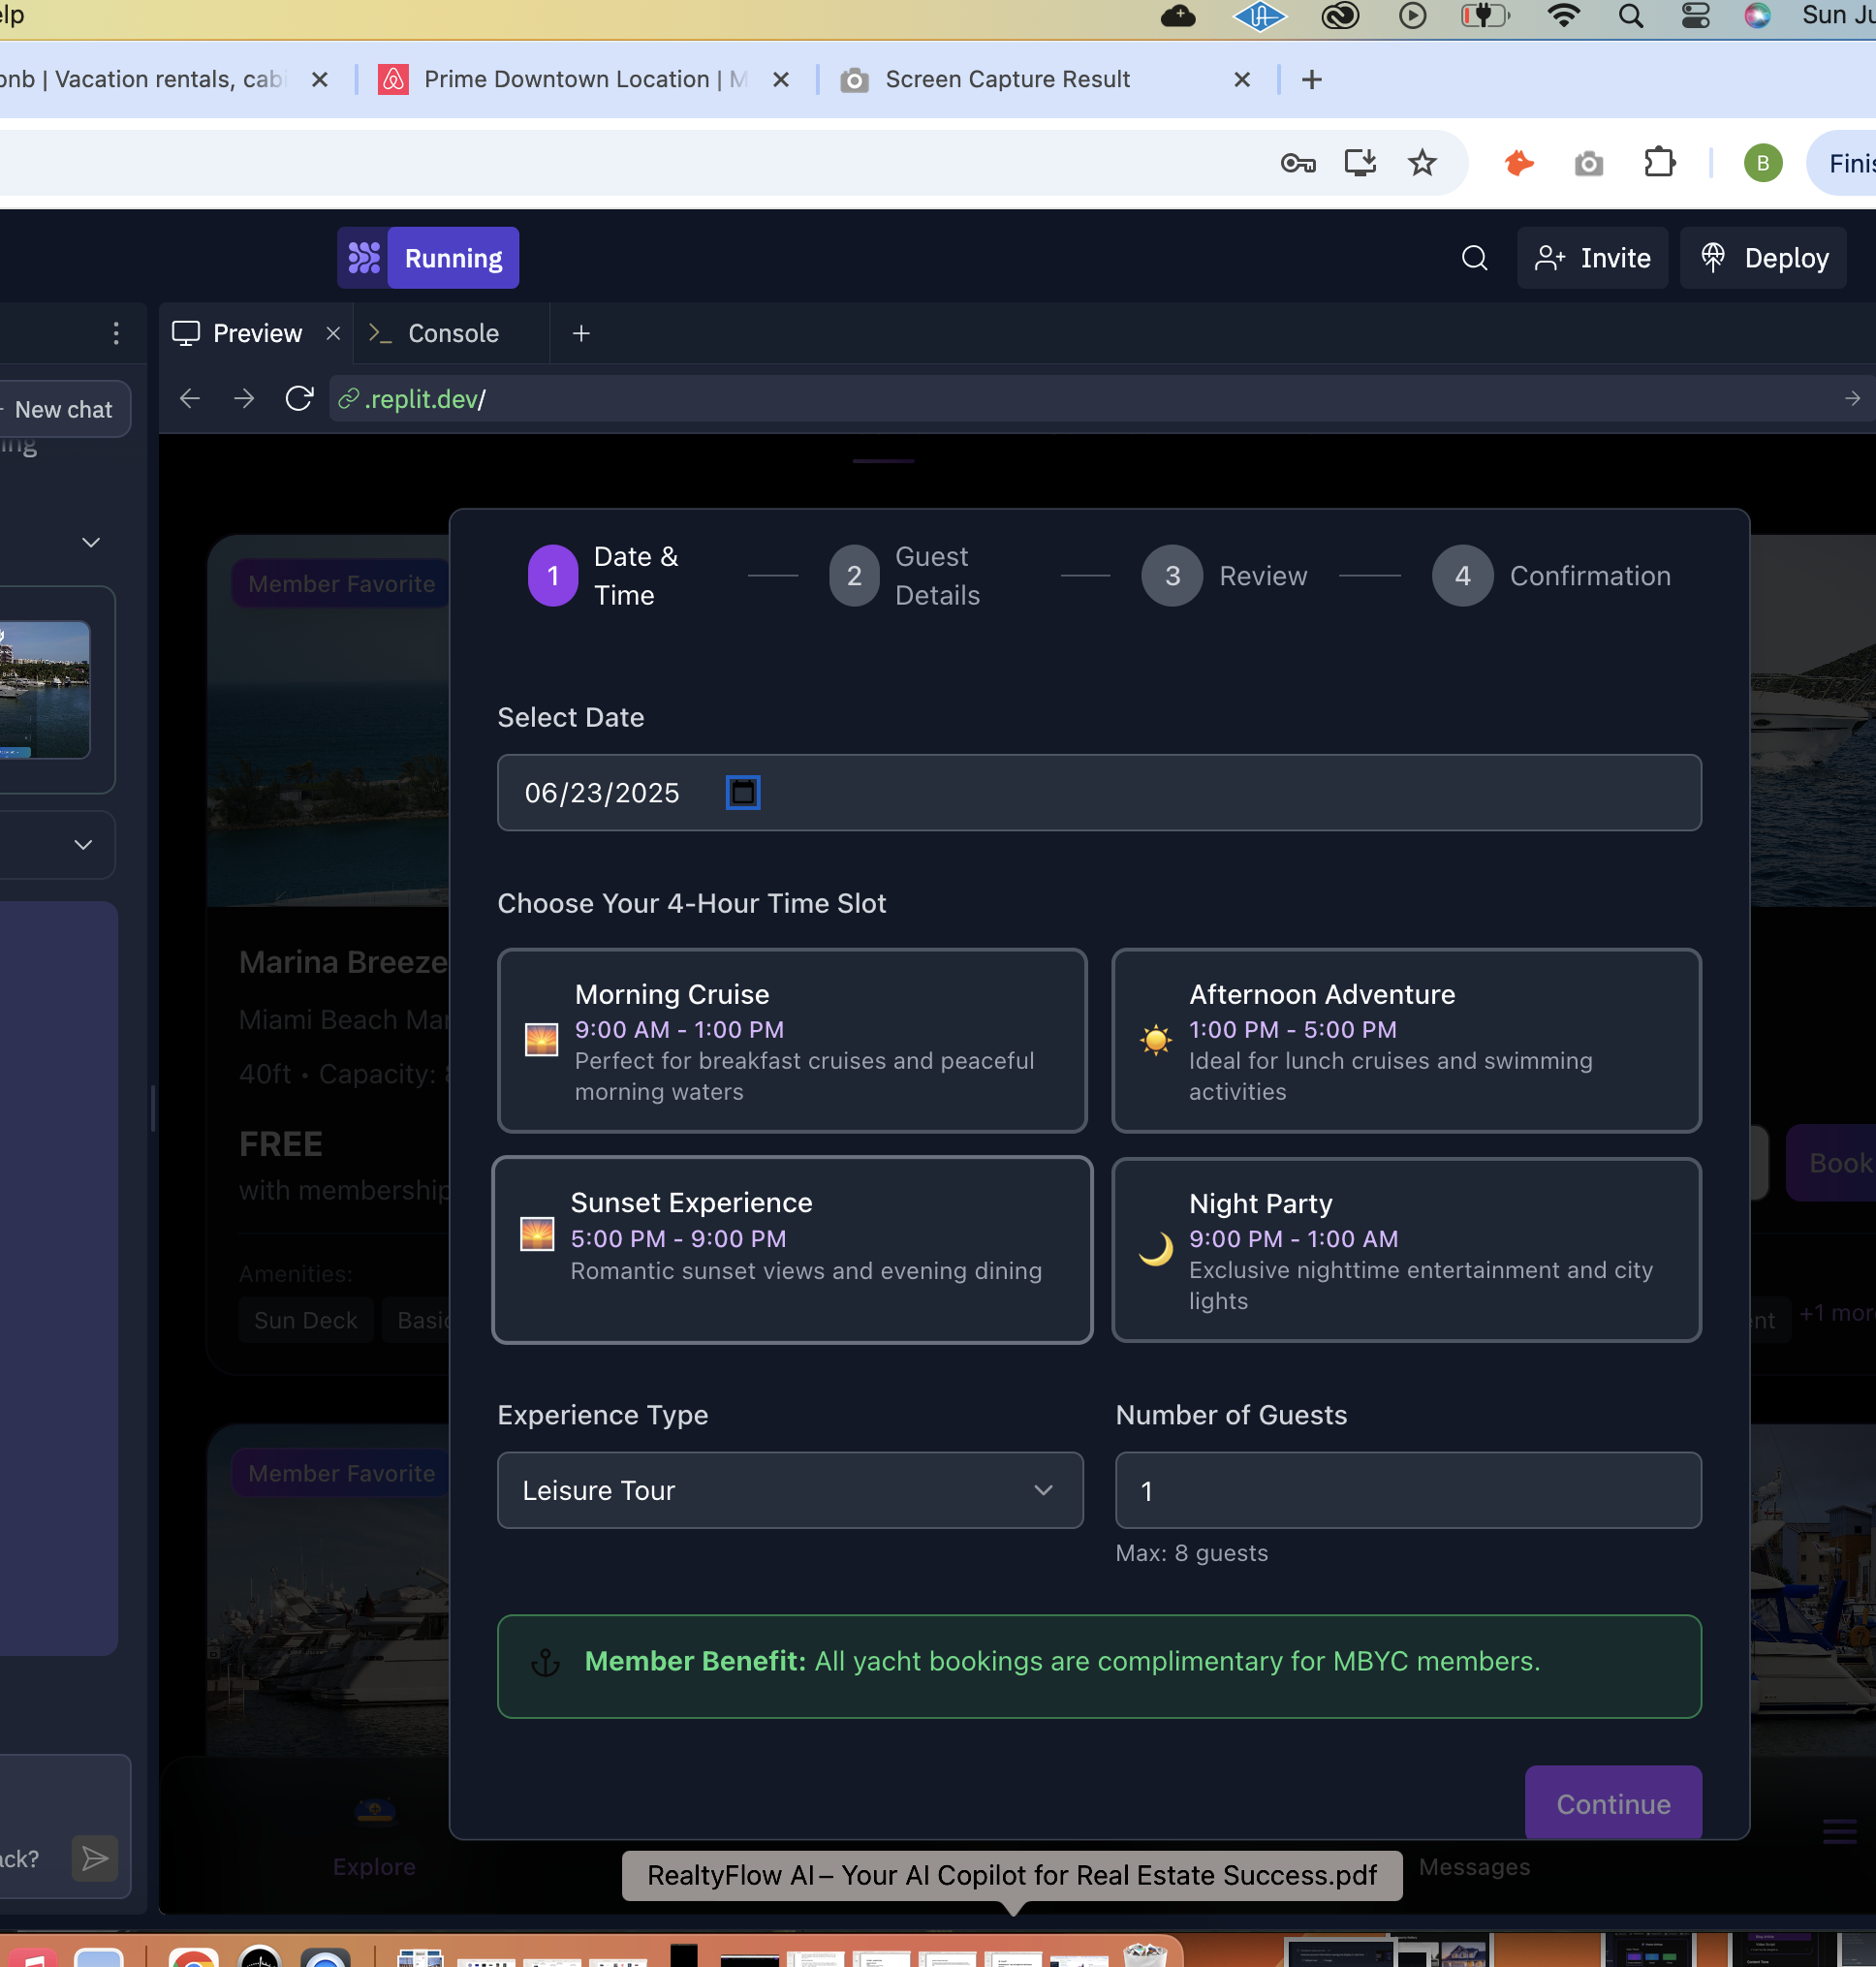 elp
Sun Ju
onb | Vacation rentals, cabi
Prime Downtown Location | M
Screen Capture Result
B
Finis
Running
Invite
Deploy
Preview
Console
New chat
ing
.replit.dev/
Member Favorite
1
Date &
Time
2
Guest
Details
3
Review
4
Confirmation
Select Date
06/23/2025
Choose Your 4-Hour Time Slot
Morning Cruise
9:00 AM - 1:00 PM
Perfect for breakfast cruises and peaceful
morning waters
Afternoon Adventure
1:00 PM - 5:00 PM
Ideal for lunch cruises and swimming
activities
Sunset Experience
5:00 PM - 9:00 PM
Romantic sunset views and evening dining
Night Party
9:00 PM - 1:00 AM
Exclusive nighttime entertainment and city
lights
Marina Breeze
Miami Beach Mar
40ft • Capacity: 8
FREE
with membership
Amenities:
Sun Deck
Basic
Book
nt
+1 more
Experience Type
Leisure Tour
Number of Guests
1
Max: 8 guests
Member Favorite
Member Benefit: All yacht bookings are complimentary for MBYC members.
Continue
ack?
Explore
Messages
RealtyFlow AI – Your AI Copilot for Real Estate Success.pdf